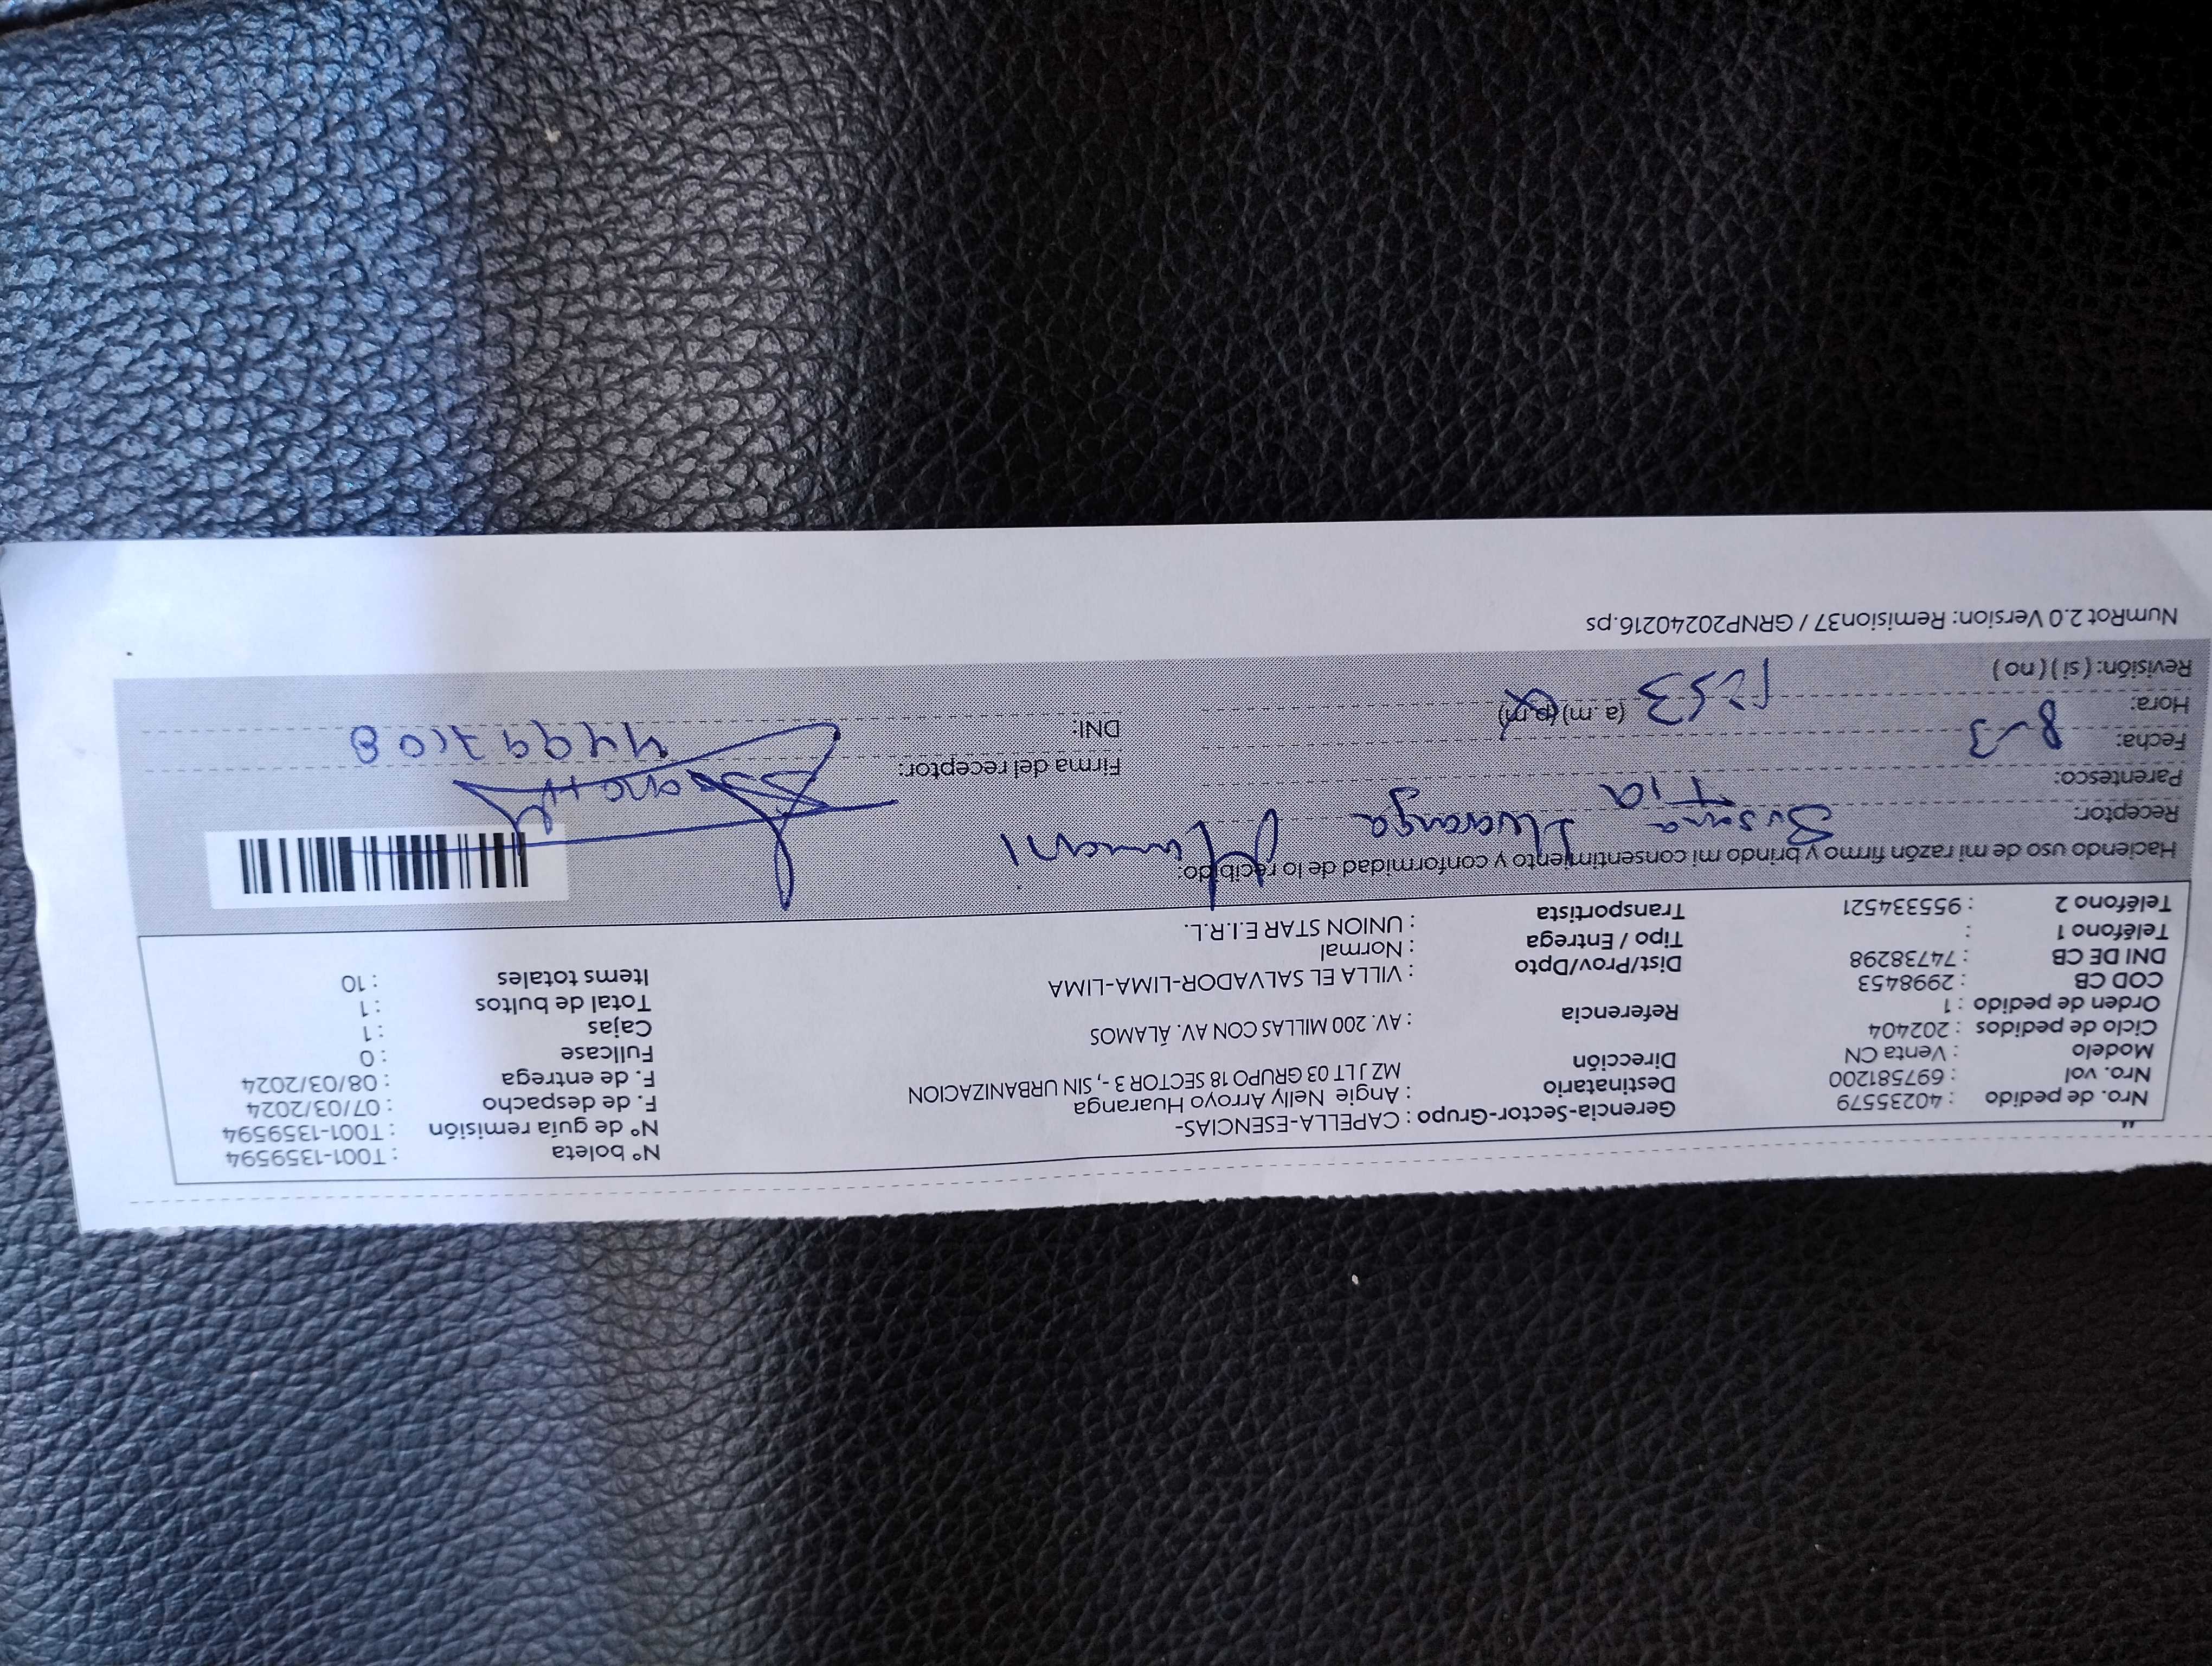 Nro. de pedido : 40235579
Nro. vol : 697581200
Modelo : Venta CN
Ciclo de pedidos : 202404
Orden de pedido : 1
COD CB : 2998453
DNI DE CB : 74738298
Teléfono 1 :
Teléfono 2 : 955334521
Gerencia-Sector-Grupo : CAPELLA-ESENCIAS-
Destinatario : Angie Nelly Arroyo Huaranga
Dirección MZ J LT 03 GRUPO 18 SECTOR 3 -, SIN URBANIZACION
Referencia : AV. 200 MILLAS CON AV. ÁLAMOS
Dist/Prov/Dpto : VILLA EL SALVADOR-LIMA-LIMA
Tipo / Entrega : Normal
Transportista : UNION STAR E.I.R.L.
N° boleta : T001-1359594
N° de guía remisión : T001-1359594
F. de despacho : 07/03/2024
F. de entrega : 08/03/2024
Fullcase : 0
Cajas : 1
Total de bultos : 1
Items totales : 10
Haciendo uso de mi razón firmo y brindo mi consentimiento y conformidad de lo recibido:
Receptor: Susana Huaranga Mamani
Parentesco: Tia
Fecha: 8-3
Hora: 1253 (a.m) (p.m)
Revisión: ( si ) ( no )
Firma del receptor:
DNI: 44997108
NumRot 2.0 Version: Remision37 / GRNP20240216.ps